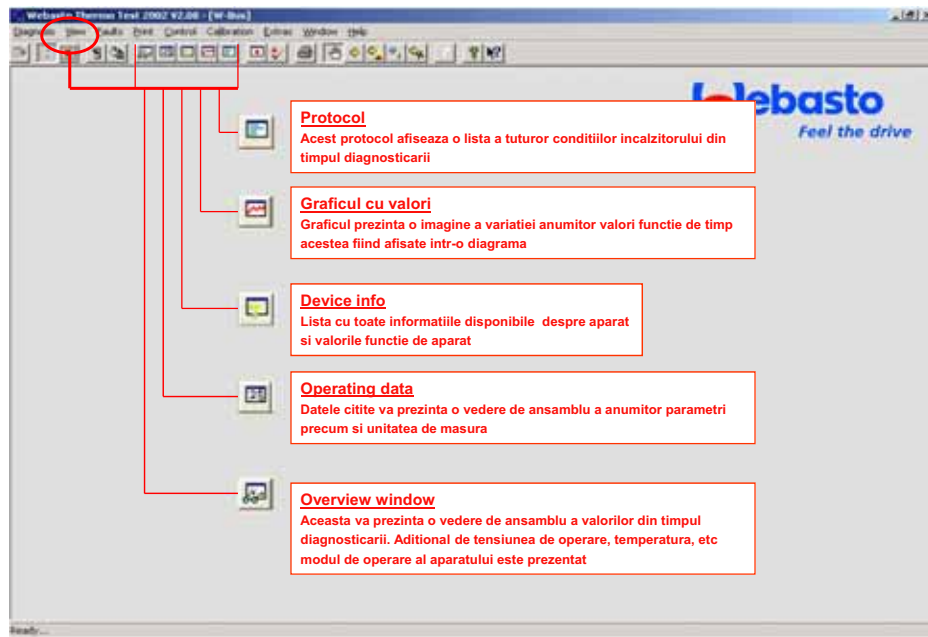 Webasto Thermo Test 2002 V2.08 - [W-Bus]
Diagnosis View Faults Print Control Calibration Extras Window Help
ebasto
Feel the drive
Protocol
Acest protocol afiseaza o lista a tuturor conditiilor incalzitorului din
timpul diagnosticarii
Graficul cu valori
Graficul prezinta o imagine a variatiei anumitor valori functie de timp
acestea fiind afisate intr-o diagrama
Device info
Lista cu toate informatiile disponibile despre aparat
si valorile functie de aparat
Operating data
Datele citite va prezinta o vedere de ansamblu a anumitor parametri
precum si unitatea de masura
Overview window
Aceasta va prezinta o vedere de ansamblu a valorilor din timpul
diagnosticarii. Aditional de tensiunea de operare, temperatura, etc
modul de operare al aparatului este prezentat
Ready...